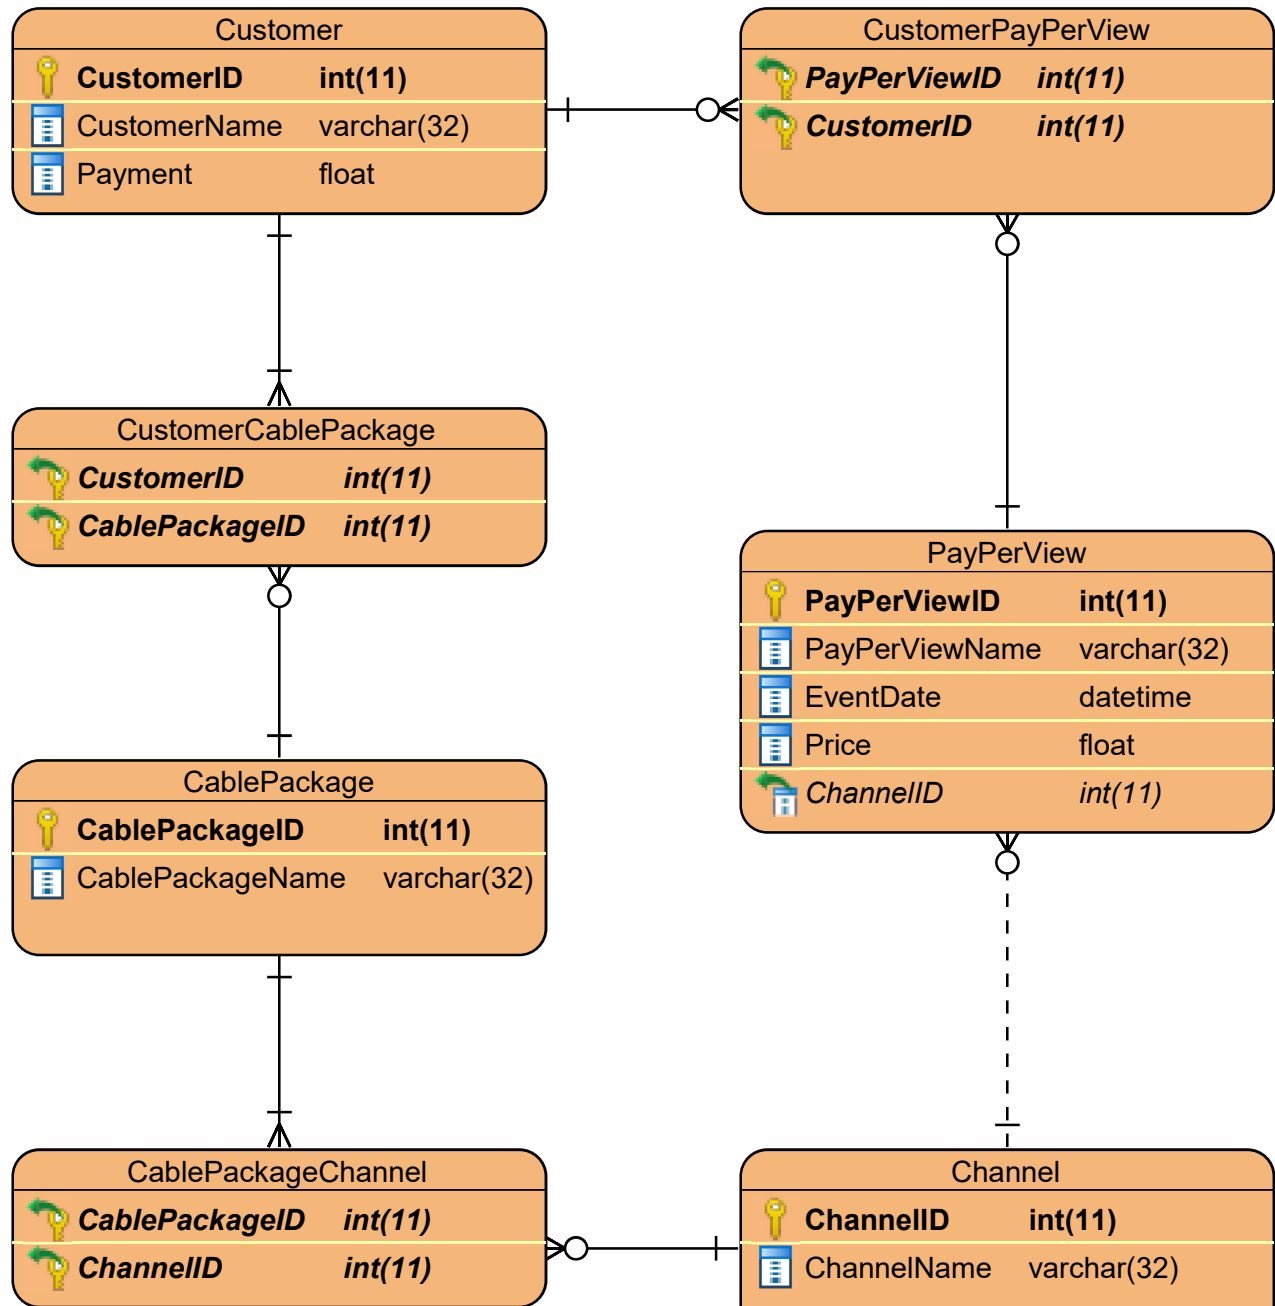 Customer
CustomerID int(11)
CustomerName varchar(32)
Payment float
CustomerPayPerView
PayPerViewID int(11)
CustomerID int(11)
CustomerCablePackage
CustomerID int(11)
CablePackageID int(11)
PayPerView
PayPerViewID int(11)
PayPerViewName varchar(32)
EventDate datetime
Price float
ChannelID int(11)
CablePackage
CablePackageID int(11)
CablePackageName varchar(32)
CablePackageChannel
CablePackageID int(11)
ChannelID int(11)
Channel
ChannelID int(11)
ChannelName varchar(32)